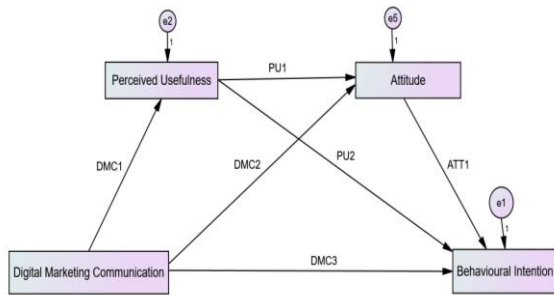 e2
1
e5
1
Perceived Usefulness
PU1
Attitude
DMC1
DMC2
PU2
ATT1
e1
1
Digital Marketing Communication
DMC3
Behavioural Intention